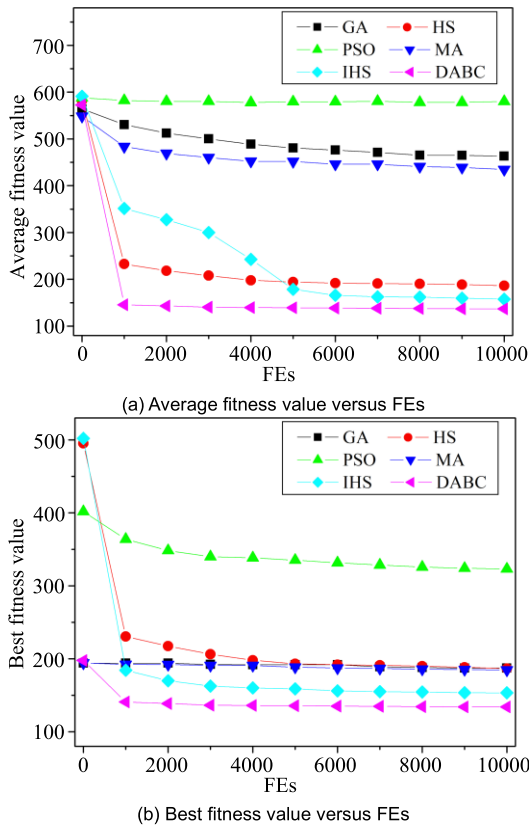 GA HS
PSO MA
IHS DABC
700
600
500
400
300
200
100
Average fitness value
0 2000 4000 6000 8000 10000
FEs
(a) Average fitness value versus FEs
GA HS
PSO MA
IHS DABC
500
400
300
200
100
Best fitness value
0 2000 4000 6000 8000 10000
FEs
(b) Best fitness value versus FEs